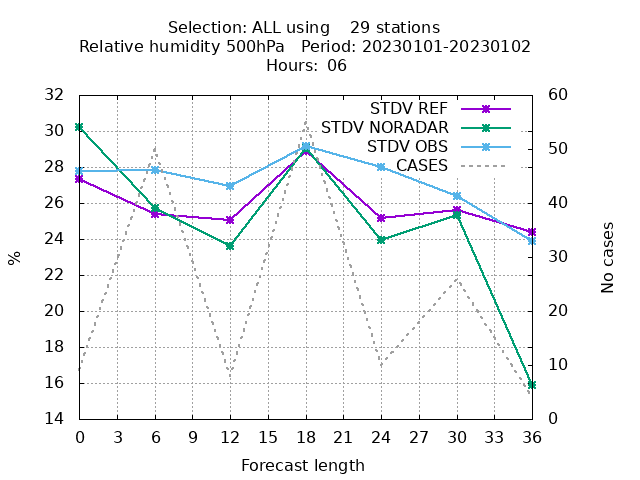 Selection: ALL using    29 stations
Relative humidity 500hPa   Period: 20230101-20230102
Hours: 06
STDV REF
STDV NORADAR
STDV OBS
CASES
32
30
28
26
24
22
20
18
16
14
%
60
50
40
30
20
10
0
No cases
0 3 6 9 12 15 18 21 24 27 30 33 36
Forecast length